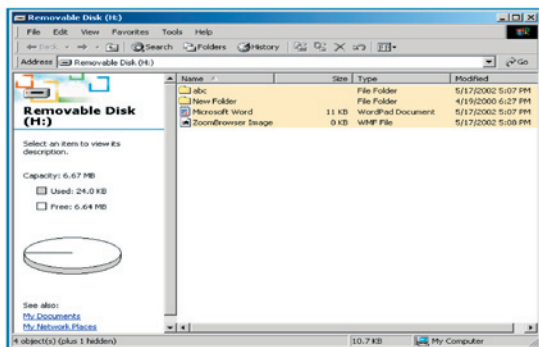 Removable Disk (H:)
File Edit View Favorites Tools Help
Back Search Folders History
Address Removable Disk (H:) Go
Removable Disk (H:)
Select an item to view its description.
Capacity: 6.67 MB
Used: 24.0 KB
Free: 6.64 MB
See also:
My Documents
My Network Places
Name Size Type Modified
abc File Folder 5/17/2002 5:07 PM
New Folder File Folder 4/19/2000 6:27 PM
Microsoft Word 11 KB WordPad Document 5/17/2002 5:07 PM
ZoomBrowser Image 0 KB WMF File 5/17/2002 5:08 PM
4 object(s) (plus 1 hidden) 10.7 KB My Computer